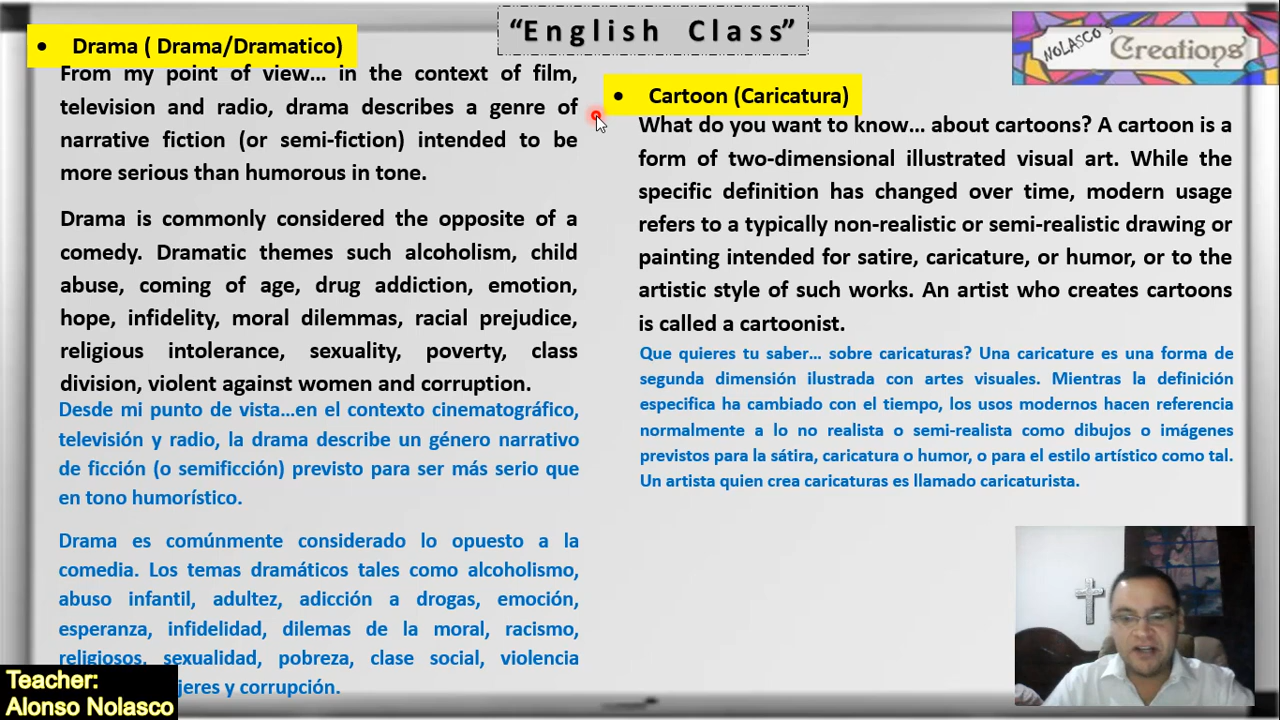 “English Class”
• Drama ( Drama/Dramatico)
From my point of view... in the context of film,
television and radio, drama describes a genre of
narrative fiction (or semi-fiction) intended to be
more serious than humorous in tone.
Drama is commonly considered the opposite of a
comedy. Dramatic themes such alcoholism, child
abuse, coming of age, drug addiction, emotion,
hope, infidelity, moral dilemmas, racial prejudice,
religious intolerance, sexuality, poverty, class
division, violent against women and corruption.
Desde mi punto de vista...en el contexto cinematográfico,
televisión y radio, la drama describe un género narrativo
de ficción (o semificción) previsto para ser más serio que
en tono humorístico.
Drama es comúnmente considerado lo opuesto a la
comedia. Los temas dramáticos tales como alcoholismo,
abuso infantil, adultez, adicción a drogas, emoción,
esperanza, infidelidad, dilemas de la moral, racismo,
religiosos, sexualidad, pobreza, clase social, violencia
jeres y corrupción.
Teacher:
Alonso Nolasco
NOLASCO's
Creations
• Cartoon (Caricatura)
What do you want to know... about cartoons? A cartoon is a
form of two-dimensional illustrated visual art. While the
specific definition has changed over time, modern usage
refers to a typically non-realistic or semi-realistic drawing or
painting intended for satire, caricature, or humor, or to the
artistic style of such works. An artist who creates cartoons
is called a cartoonist.
Que quieres tu saber... sobre caricaturas? Una caricature es una forma de
segunda dimensión ilustrada con artes visuales. Mientras la definición
especifica ha cambiado con el tiempo, los usos modernos hacen referencia
normalmente a lo no realista o semi-realista como dibujos o imágenes
previstos para la sátira, caricatura o humor, o para el estilo artístico como tal.
Un artista quien crea caricaturas es llamado caricaturista.